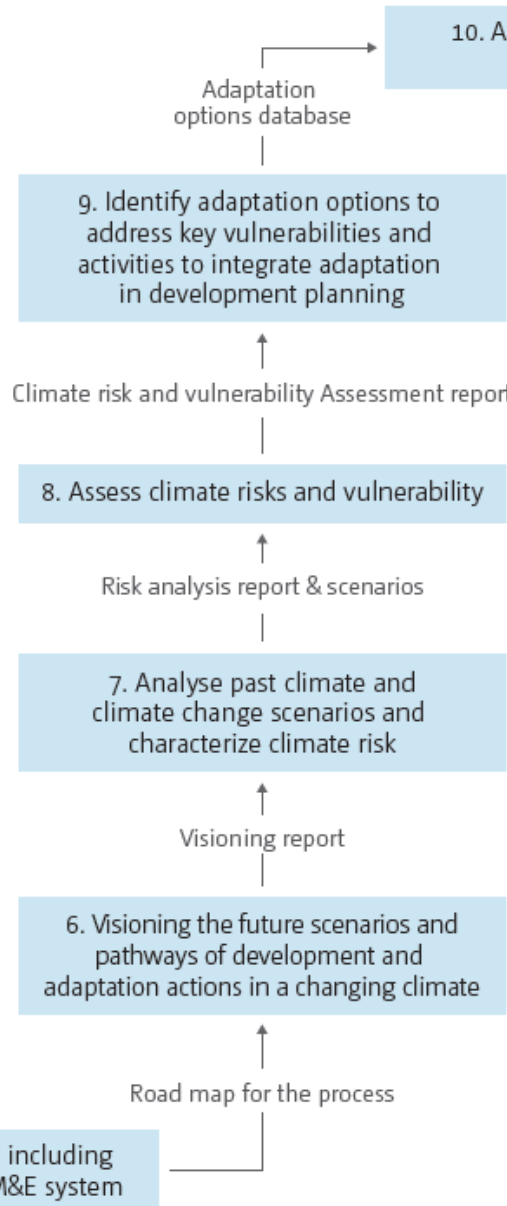 10. A
Adaptation
options database
9. Identify adaptation options to
address key vulnerabilities and
activities to integrate adaptation
in development planning
Climate risk and vulnerability Assessment report
8. Assess climate risks and vulnerability
Risk analysis report & scenarios
7. Analyse past climate and
climate change scenarios and
characterize climate risk
Visioning report
6. Visioning the future scenarios and
pathways of development and
adaptation actions in a changing climate
Road map for the process
including
M&E system